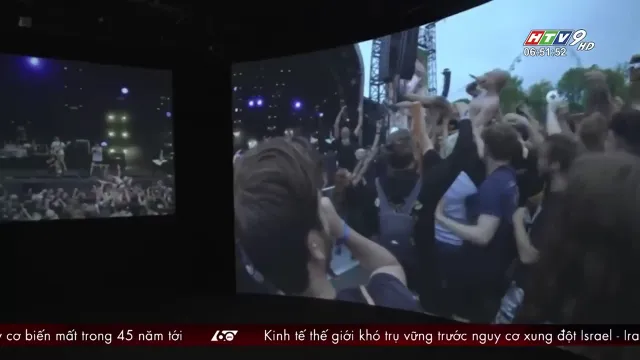 HTV9 HD
06:51:52
y cơ biến mất trong 45 năm tới 60 Kinh tế thế giới khó trụ vững trước nguy cơ xung đột Israel - Ira